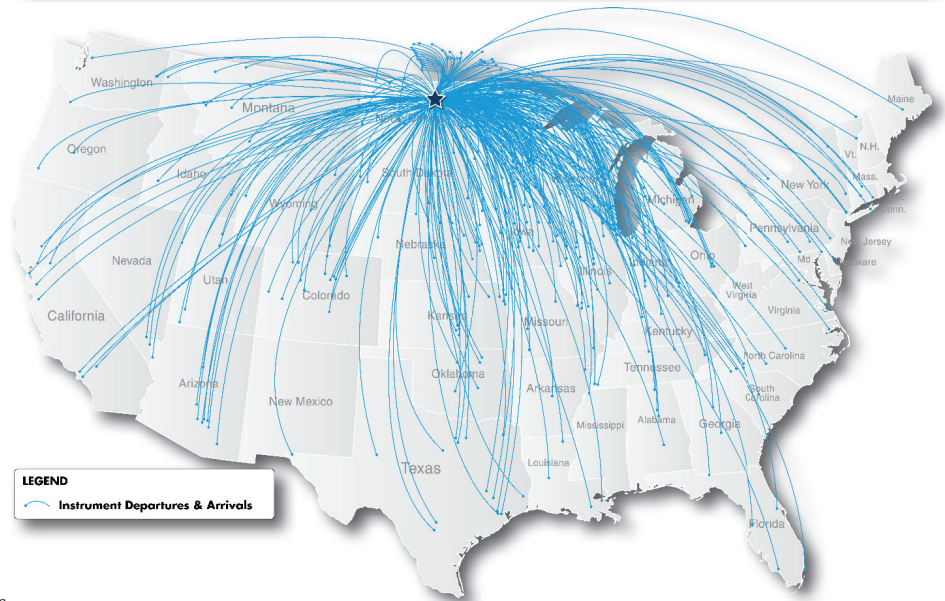 Washington
Montana
Maine
Oregon
Idaho
South Dakota
Vt.
N.H.
Mass.
New York
Michigan
Wyoming
Nebraska
Iowa
Pennsylvania
New Jersey
Nevada
Utah
Colorado
Illinois
Indiana
Ohio
Md
West
Virginia
Virginia
California
Kansas
Missouri
Kentucky
North Carolina
Tennessee
Arizona
New Mexico
Oklahoma
Arkansas
South
Carolina
Mississippi
Alabama
Georgia
Texas
Louisiana
Florida
LEGEND
Instrument Departures & Arrivals